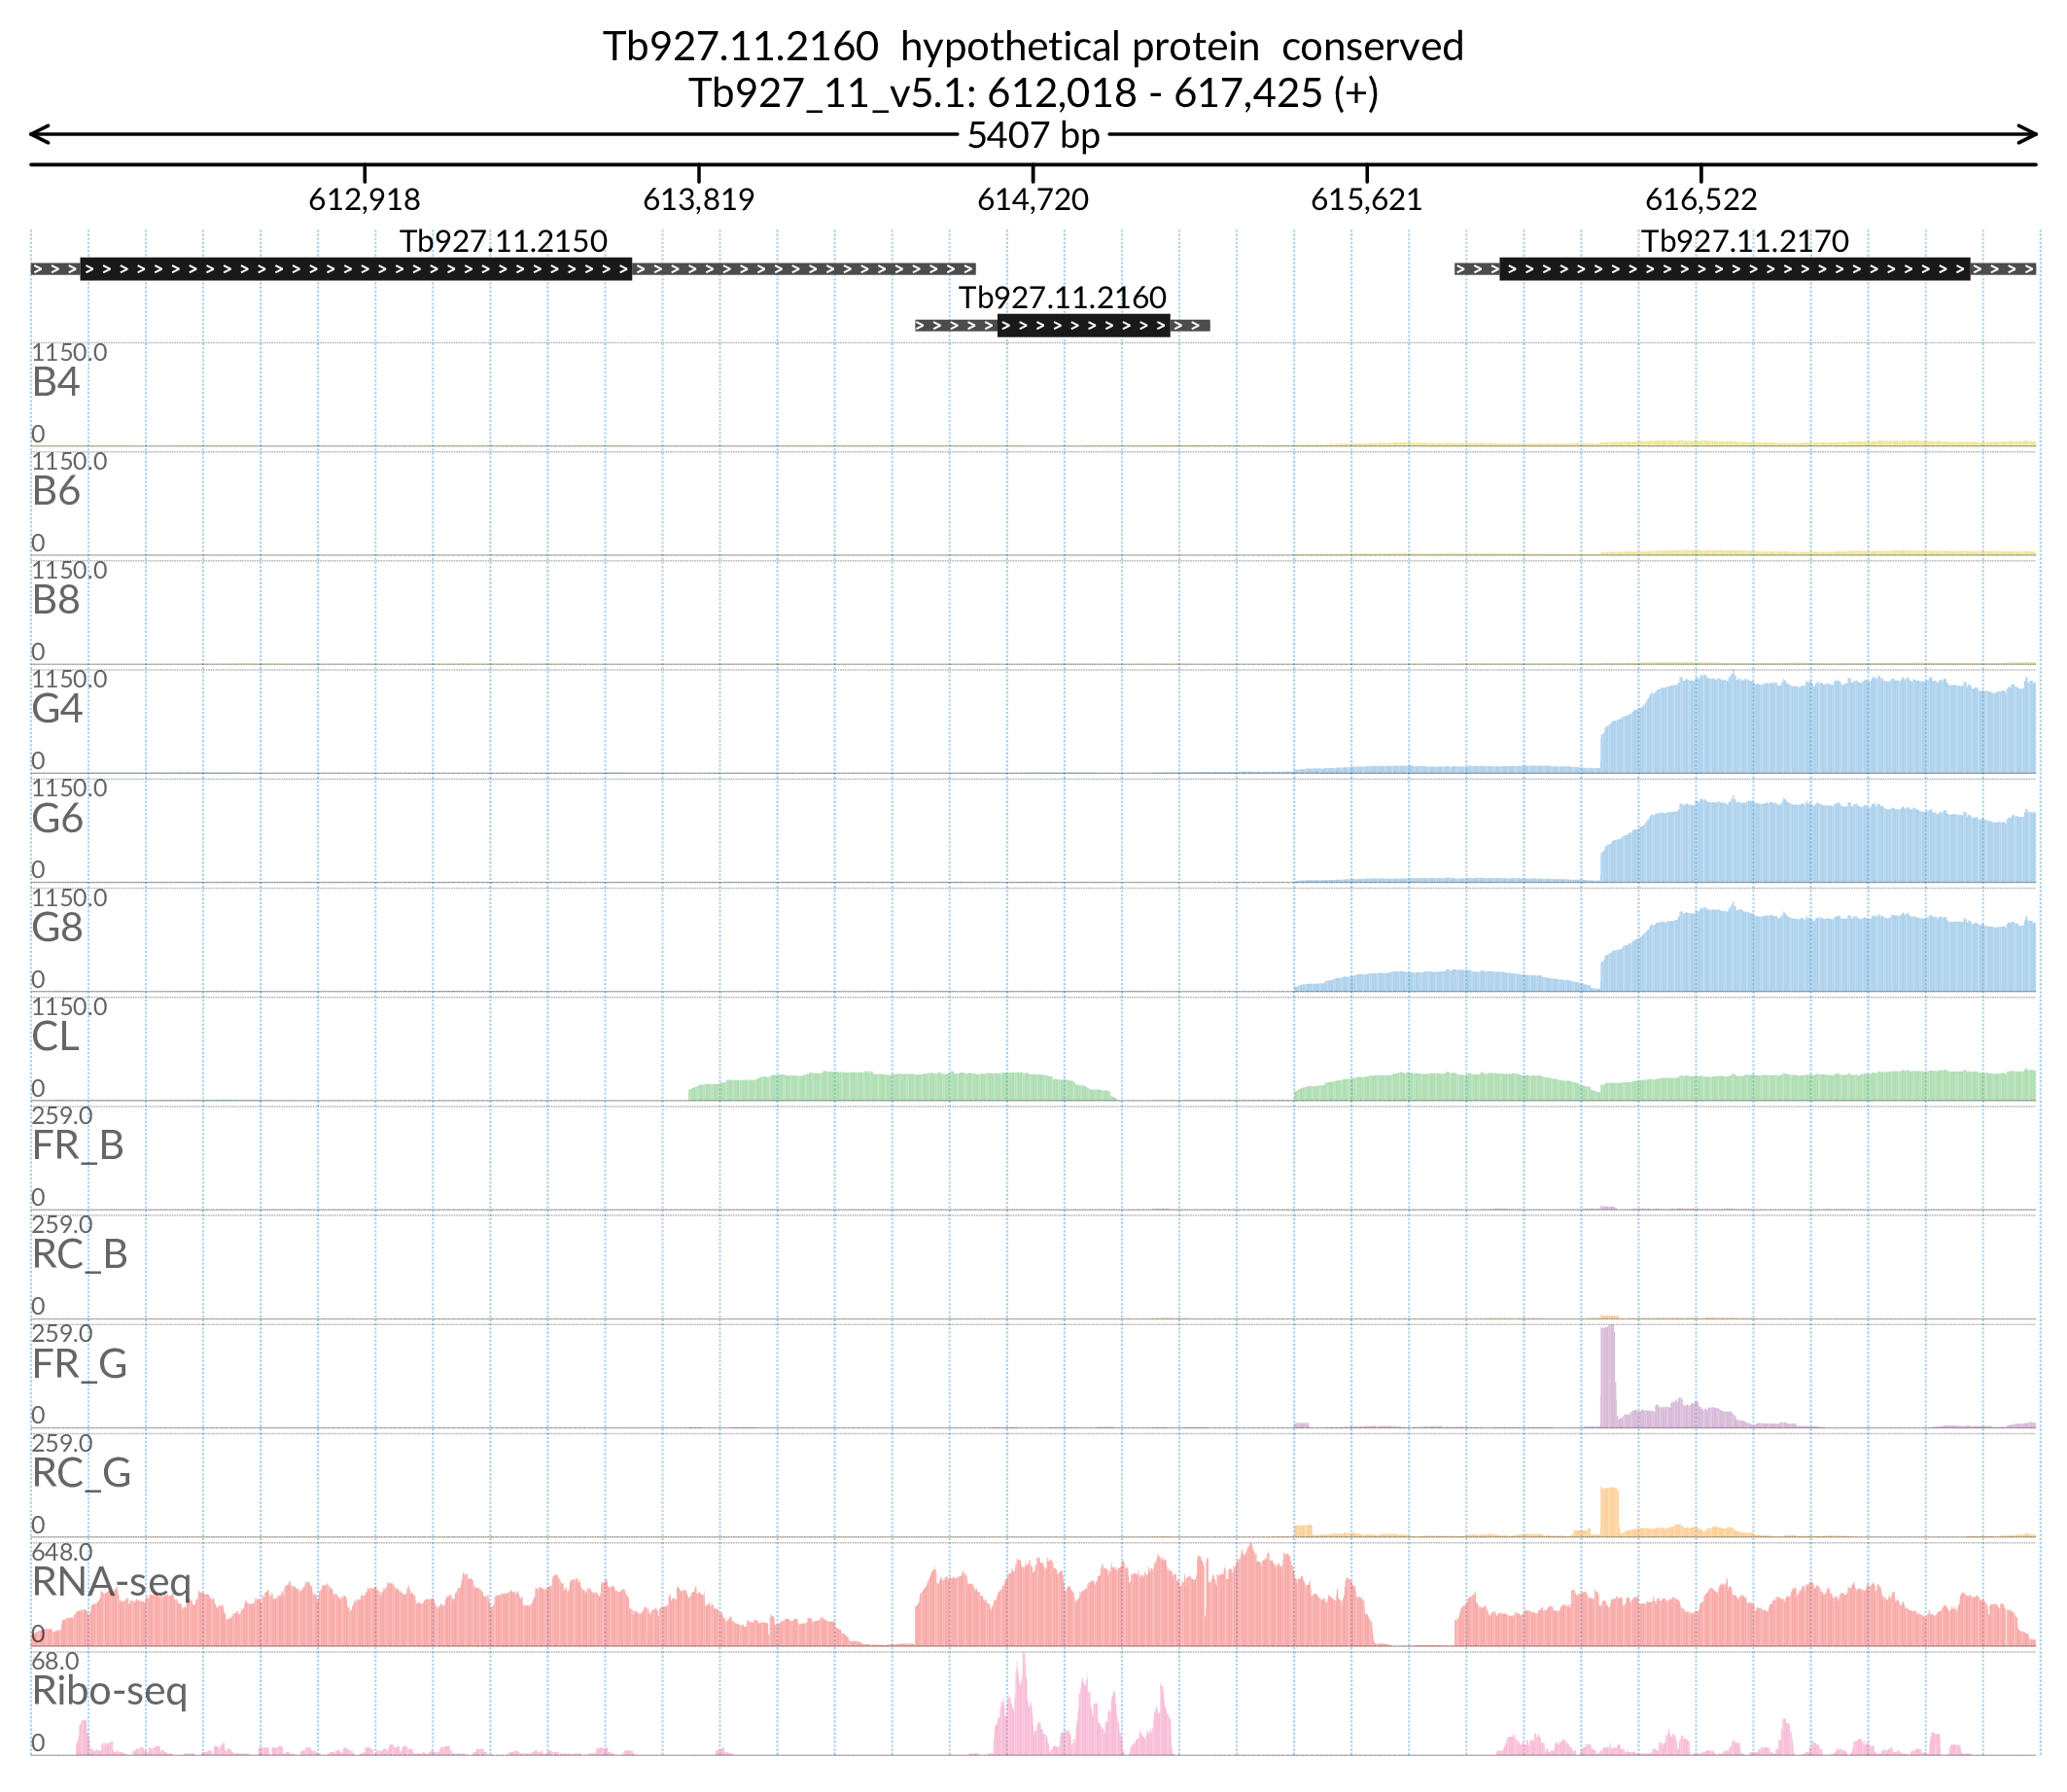 Tb927.11.2160 hypothetical protein conserved
Tb927_11_v5.1: 612,018 - 617,425 (+)
5407 bp
612,918 613,819 614,720 615,621 616,522
Tb927.11.2150 Tb927.11.2170
Tb927.11.2160
1150.0
B4
0
1150.0
B6
0
1150.0
B8
0
1150.0
G4
0
1150.0
G6
0
1150.0
G8
0
1150.0
CL
0
259.0
FR_B
0
259.0
RC_B
0
259.0
FR_G
0
259.0
RC_G
0
648.0
RNA-seq
0
68.0
Ribo-seq
0